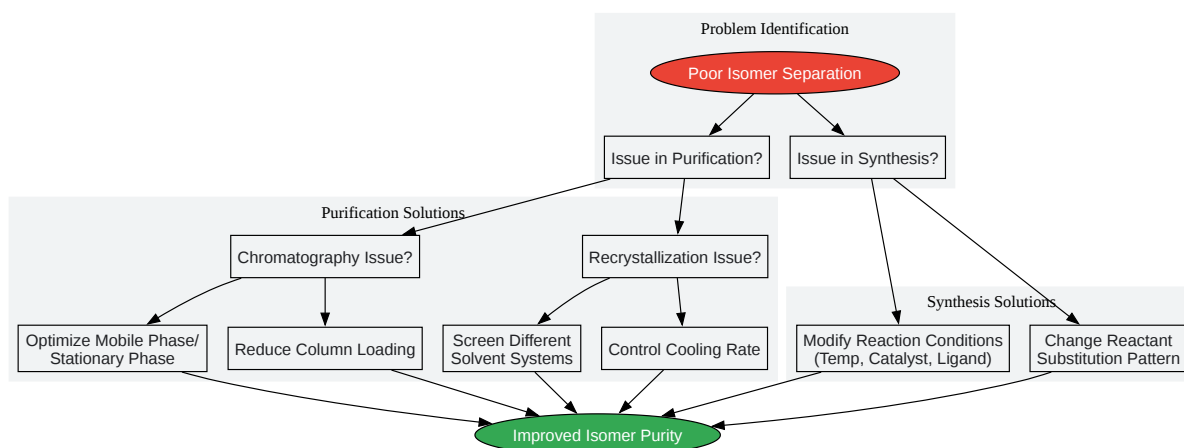 Problem Identification
Poor Isomer Separation
Issue in Purification?
Issue in Synthesis?
Purification Solutions
Chromatography Issue?
Recrystallization Issue?
Synthesis Solutions
Optimize Mobile Phase/
Stationary Phase
Reduce Column Loading
Screen Different
Solvent Systems
Control Cooling Rate
Modify Reaction Conditions
(Temp, Catalyst, Ligand)
Change Reactant
Substitution Pattern
Improved Isomer Purity